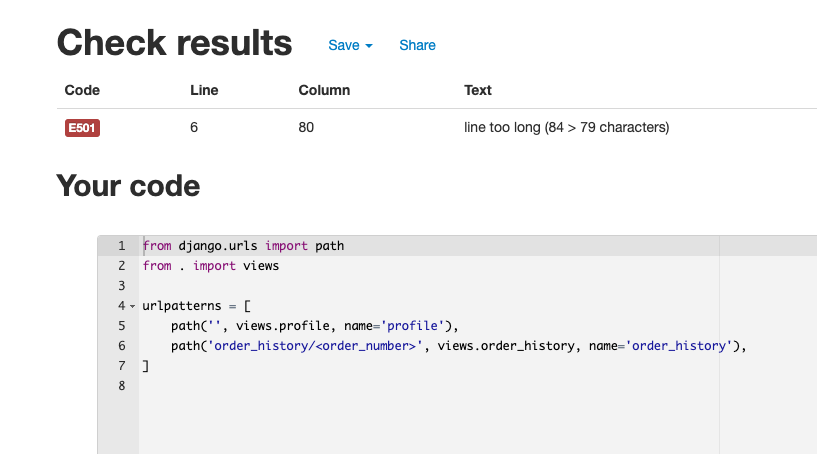 Check results Save Share
Code Line Column Text
E501 6 80 line too long (84 > 79 characters)
Your code
1 from django.urls import path
2 from . import views
3
4 urlpatterns = [
5     path('', views.profile, name='profile'),
6     path('order_history/<order_number>', views.order_history, name='order_history'),
7 ]
8